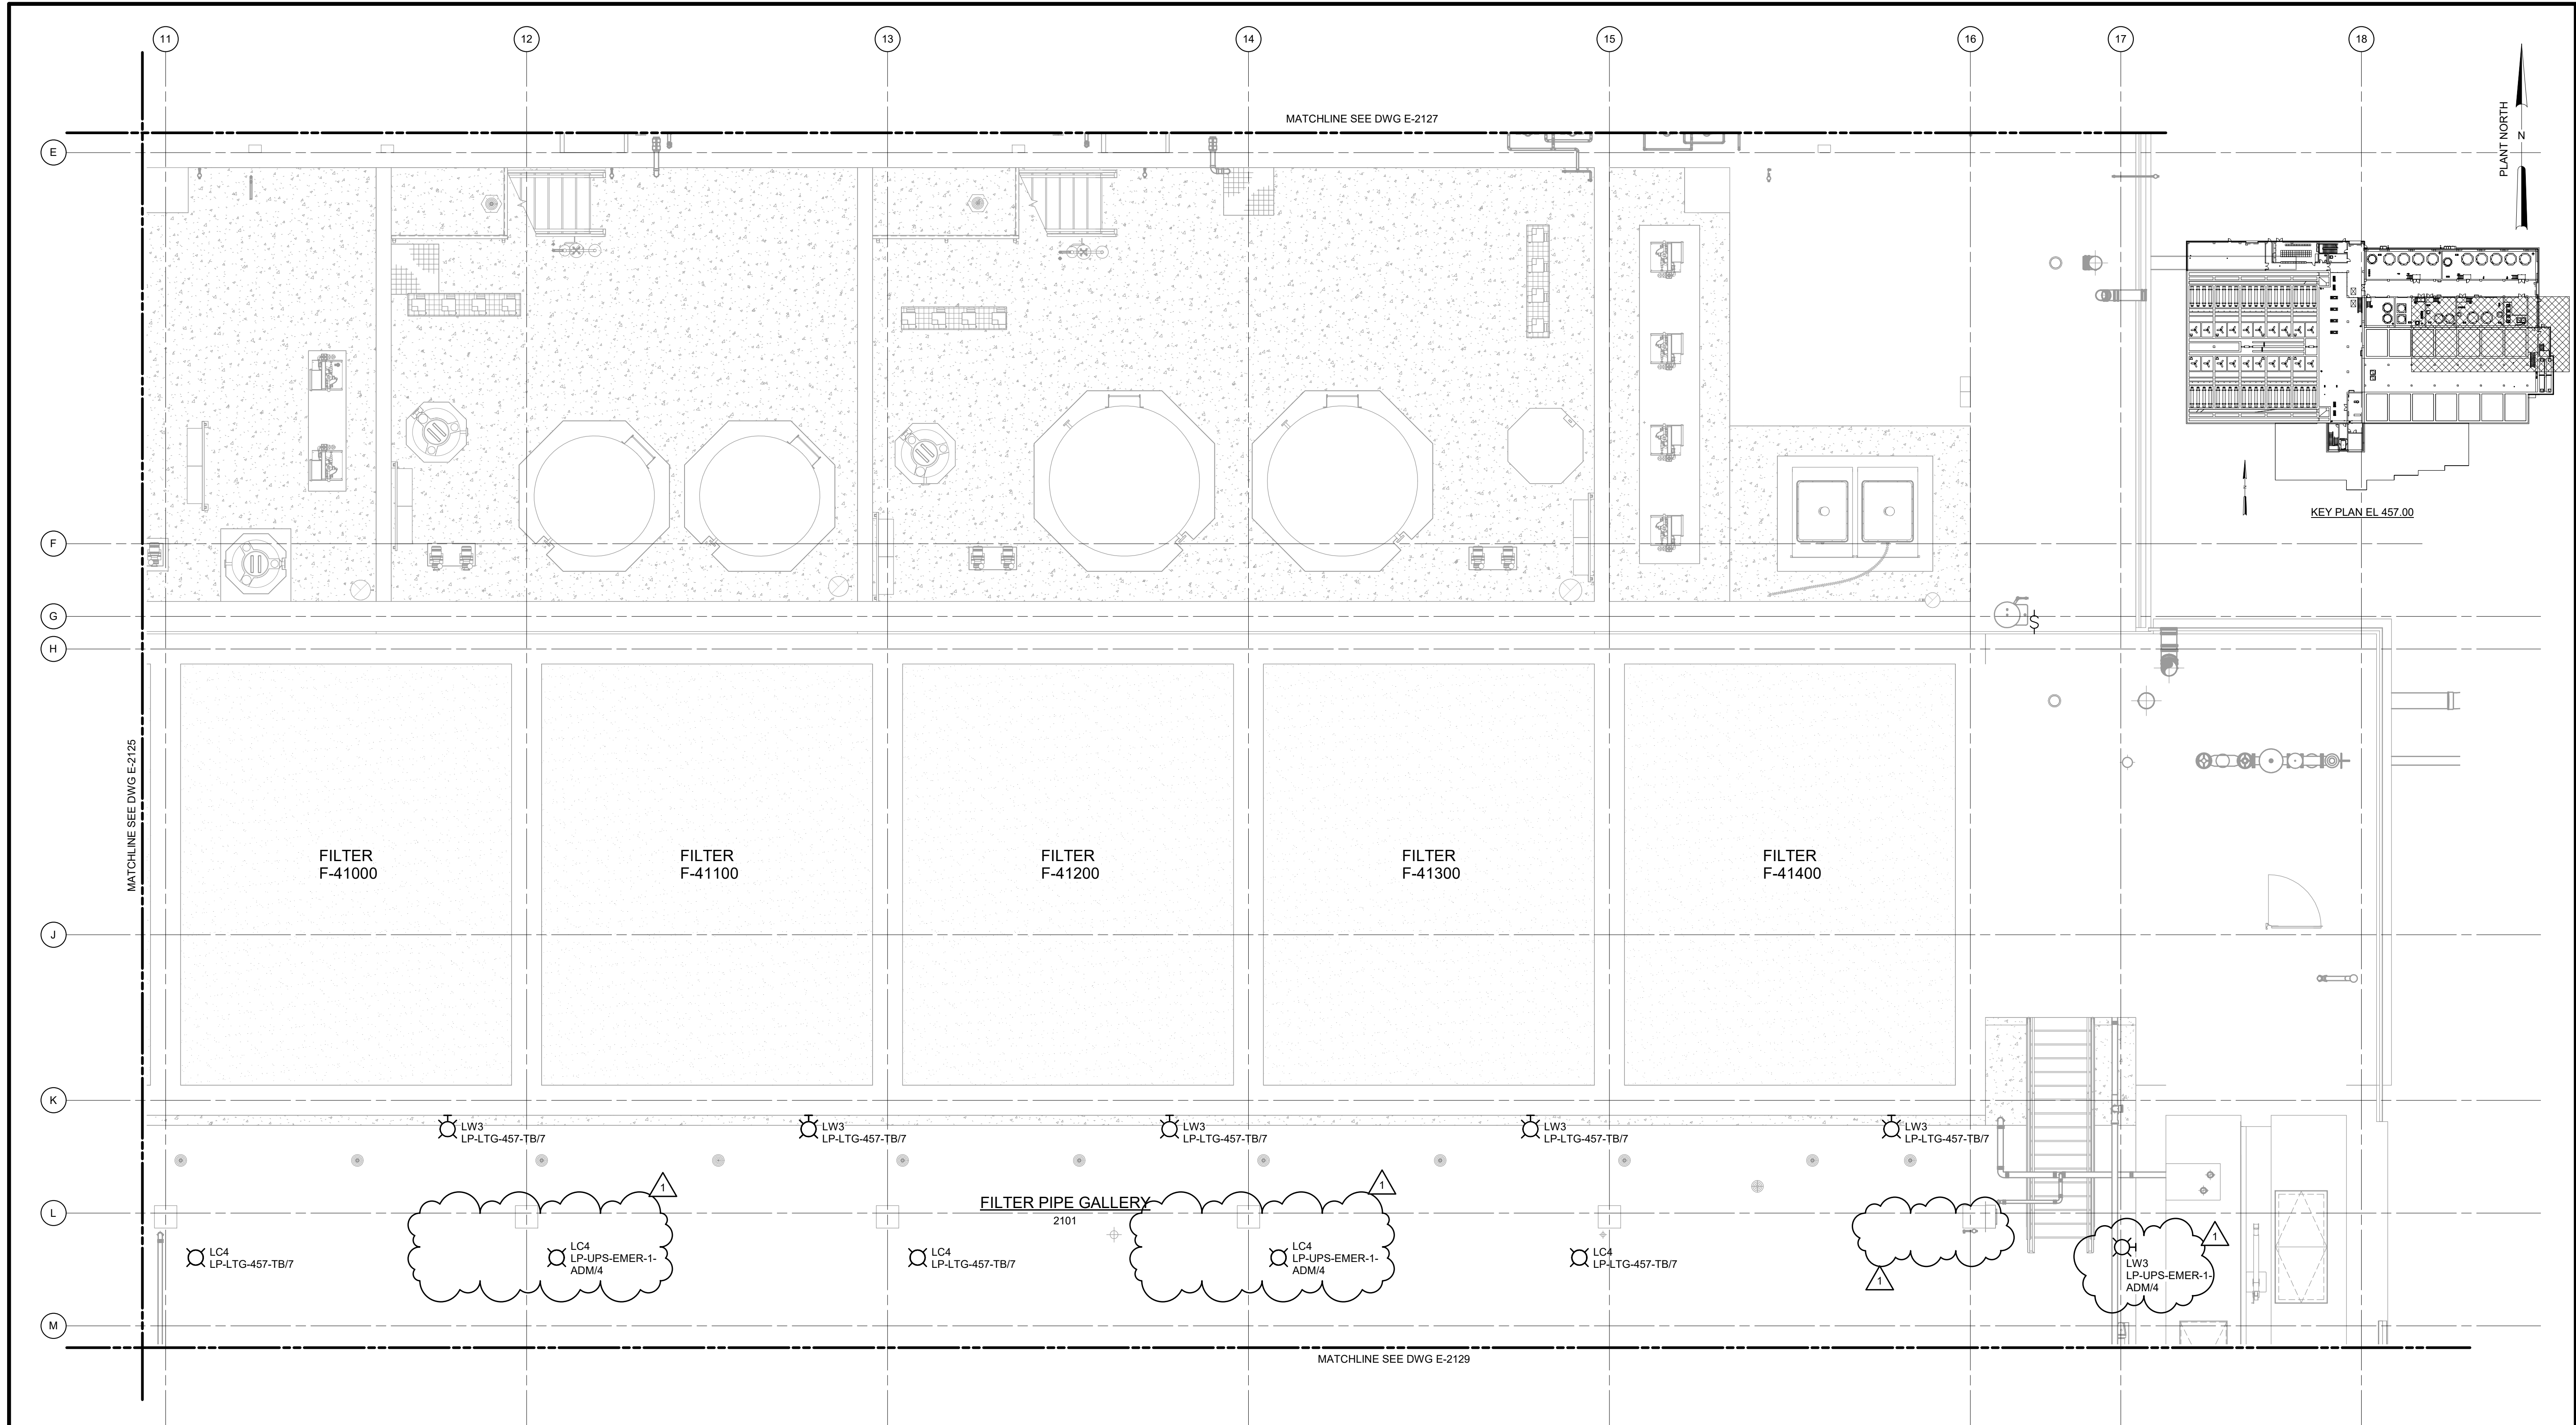 11
12
13
14
15
16
17
18
MATCHLINE SEE DWG E-2127
PLANT NORTH
N
E
KEY PLAN EL 457.00
F
G
$
H
MATCHLINE SEE DWG E-2125
FILTER
F-41000
FILTER
F-41100
FILTER
F-41200
FILTER
F-41300
FILTER
F-41400
J
K
LW3
LP-LTG-457-TB/7
LW3
LP-LTG-457-TB/7
LW3
LP-LTG-457-TB/7
LW3
LP-LTG-457-TB/7
LW3
LP-LTG-457-TB/7
1
1
FILTER PIPE GALLERY
2101
L
LC4
LP-LTG-457-TB/7
LC4
LP-UPS-EMER-1-
ADM/4
LC4
LP-LTG-457-TB/7
LC4
LP-UPS-EMER-1-
ADM/4
LC4
LP-LTG-457-TB/7
1
1
LW3
LP-UPS-EMER-1-
ADM/4
M
MATCHLINE SEE DWG E-2129